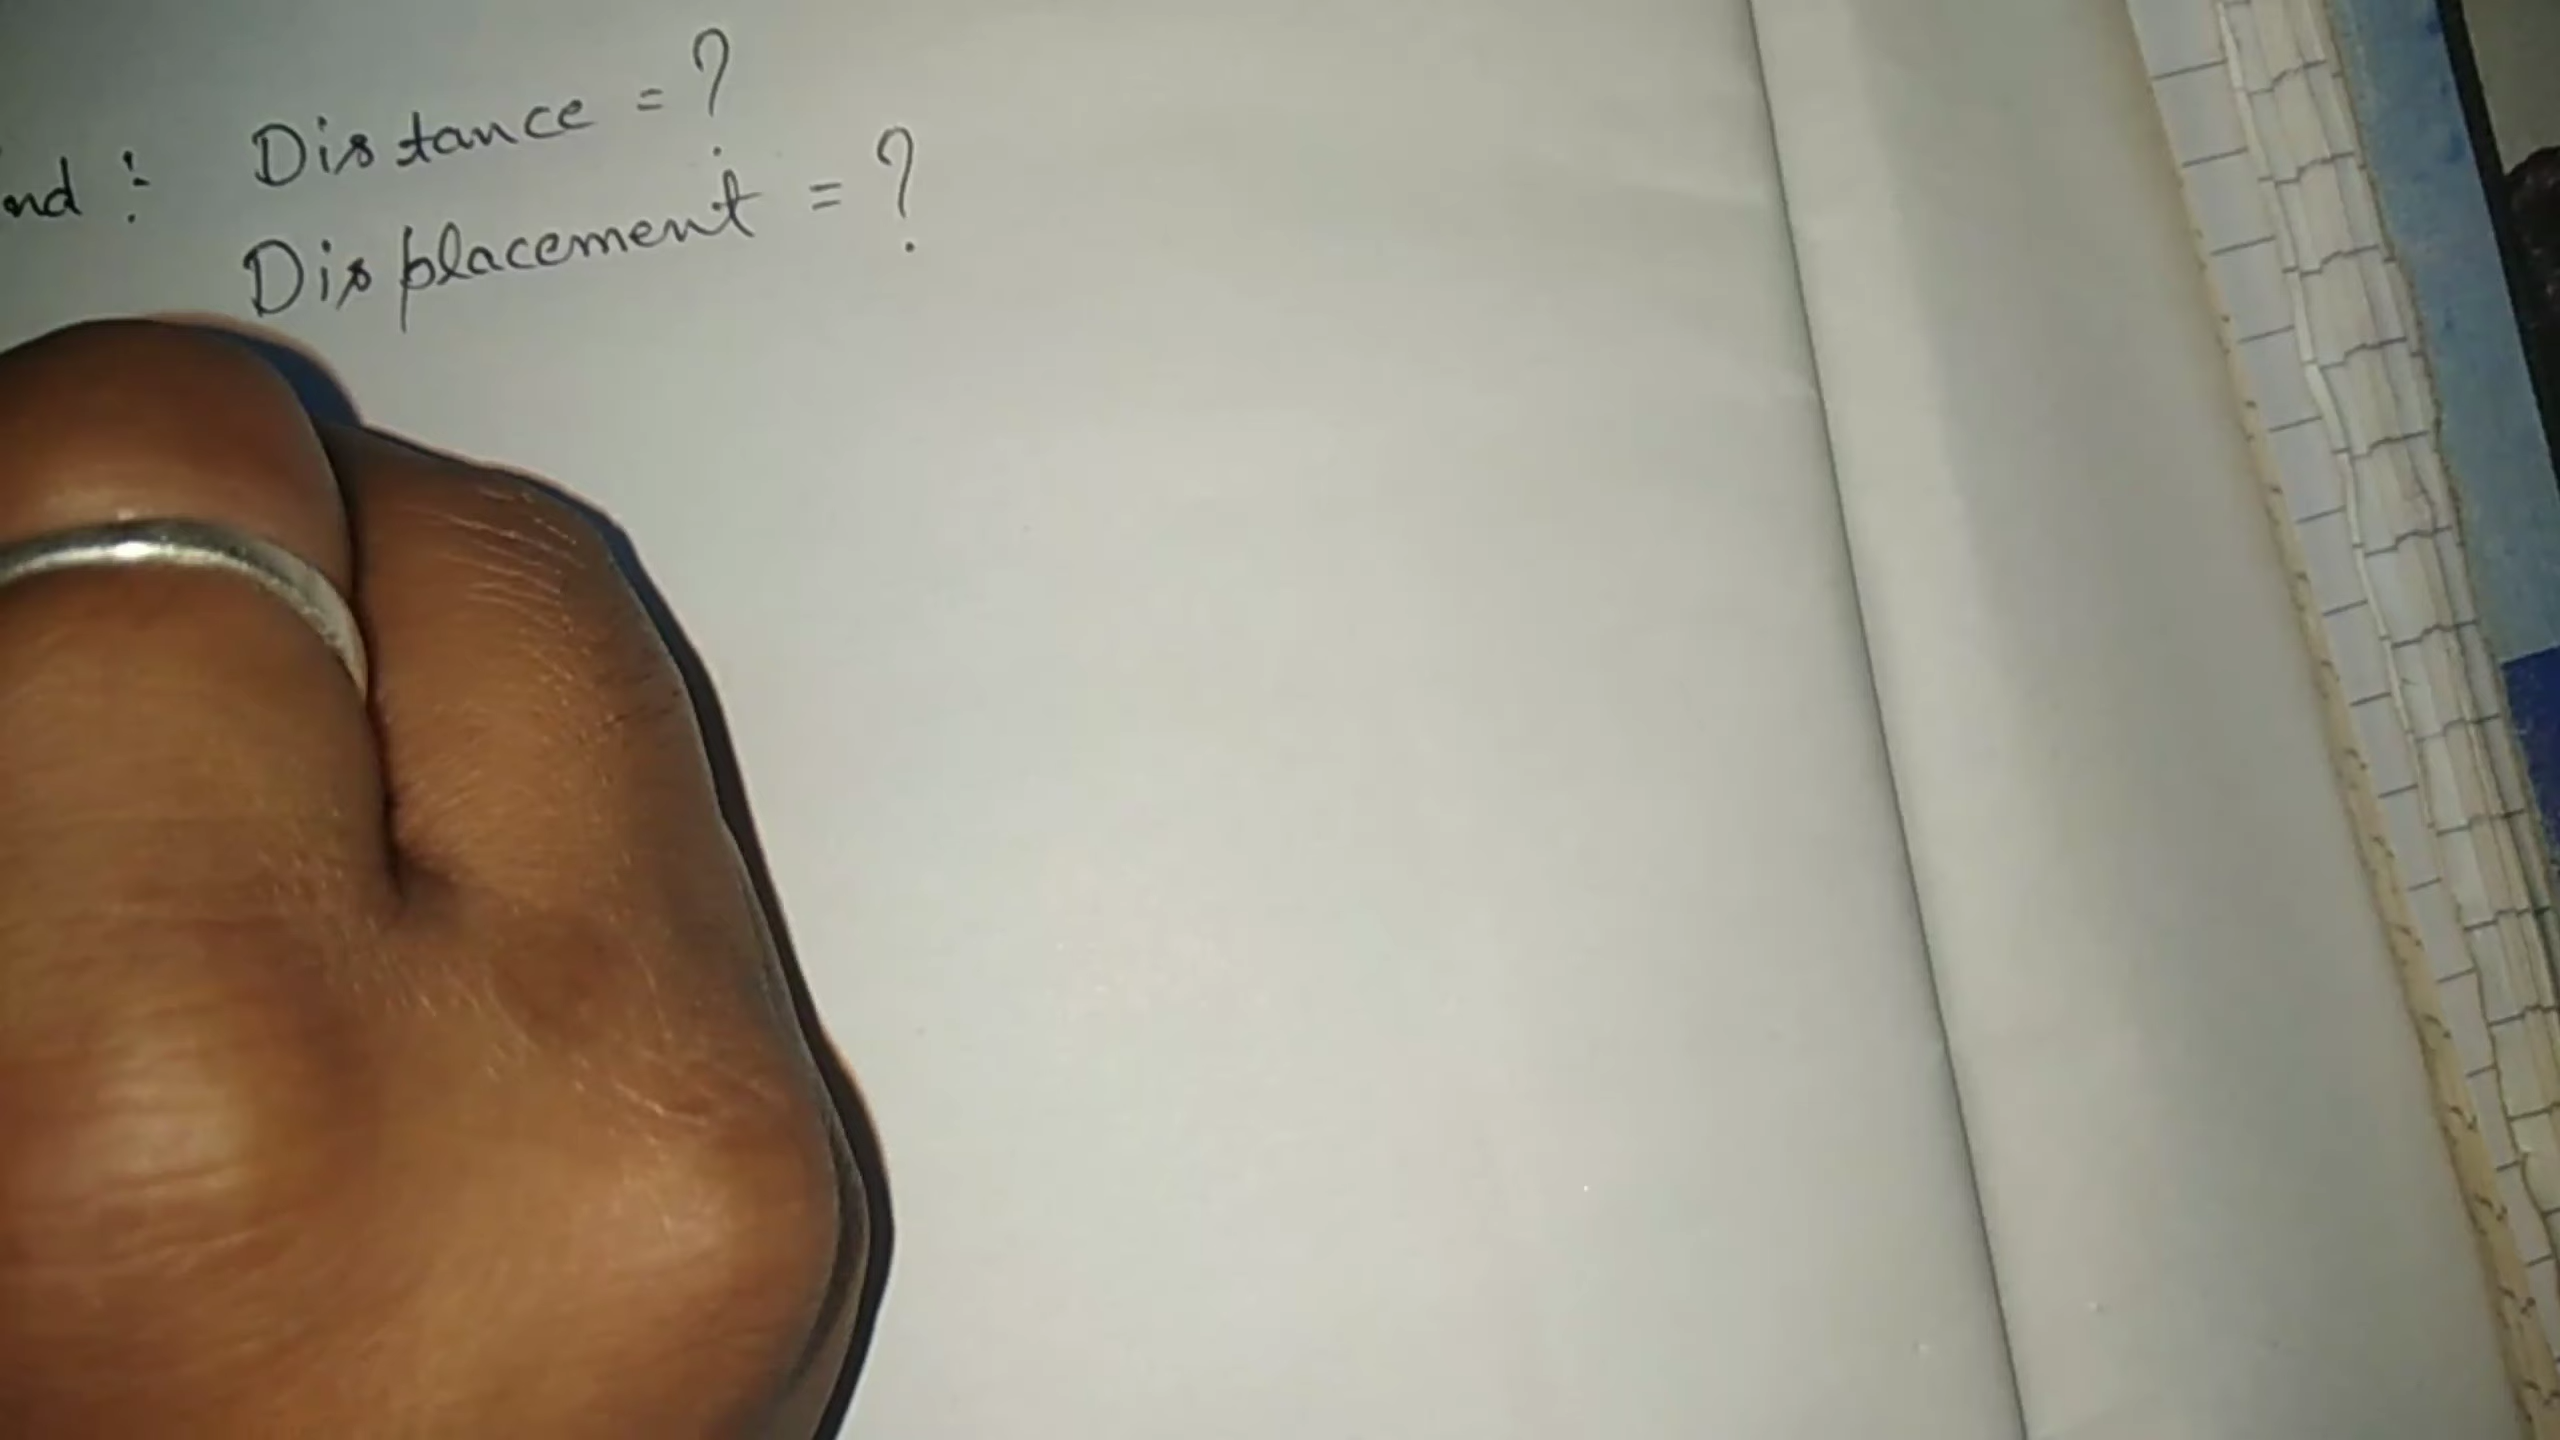 nd : Distance = ?
Displacement = ?